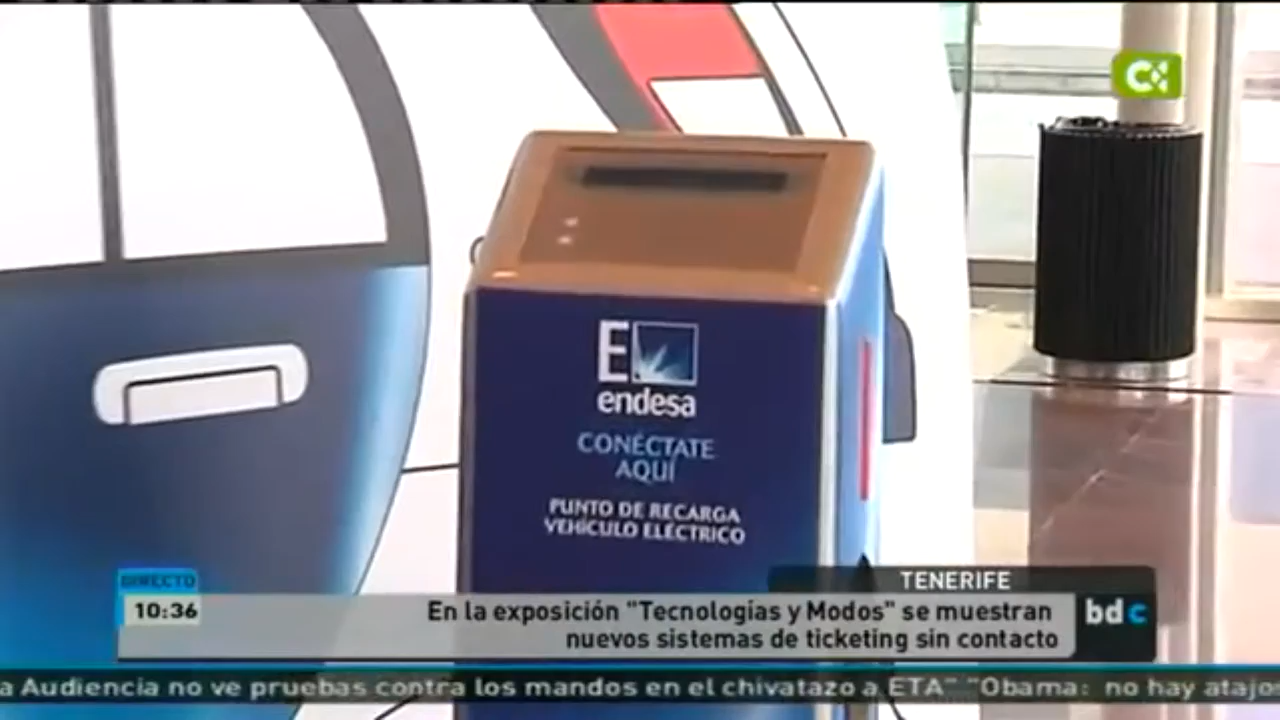 C
E
endesa
CONÉCTATE
AQUÍ
PUNTO DE RECARGA
VEHÍCULO ELÉCTRICO
DIRECTO
TENERIFE
10:36
En la exposición "Tecnologías y Modos" se muestran
nuevos sistemas de ticketing sin contacto
bdc
a Audiencia no ve pruebas contra los mandos en el chivatazo a ETA" "Obama: no hay atajos